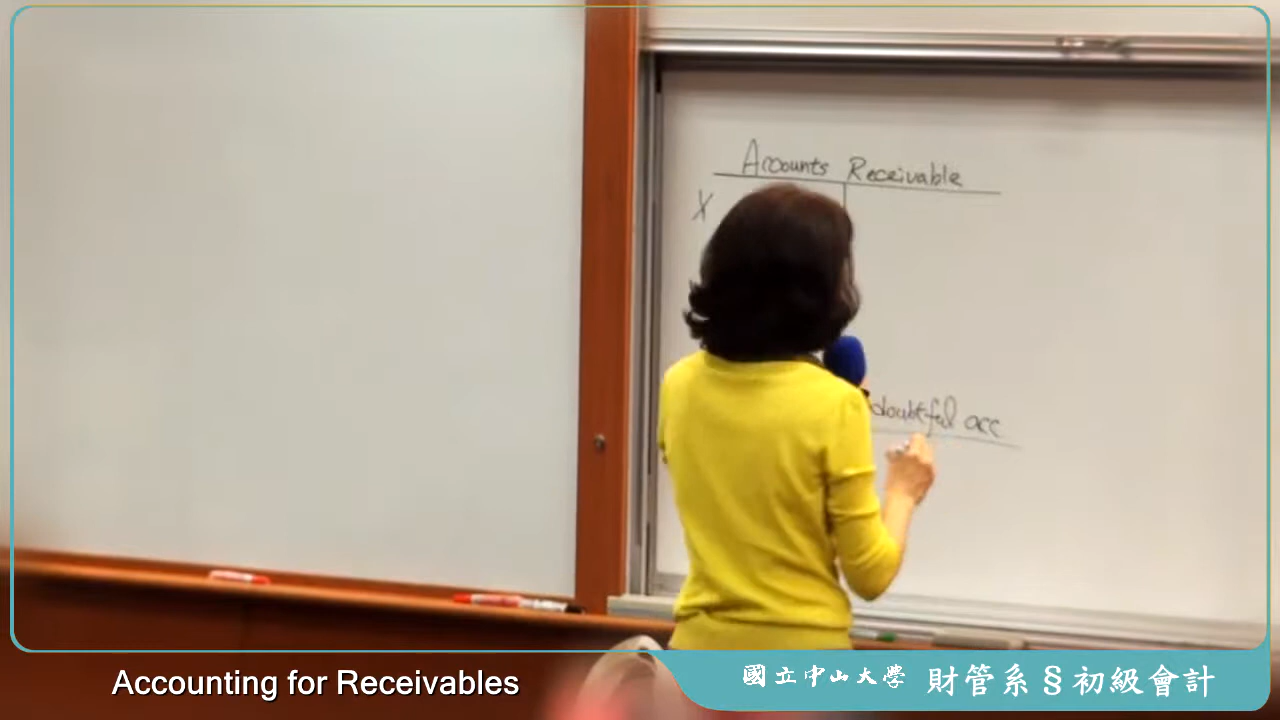 Accounts Receivable
X
doubtful acc
Accounting for Receivables
國立中山大學 財管系§初級會計